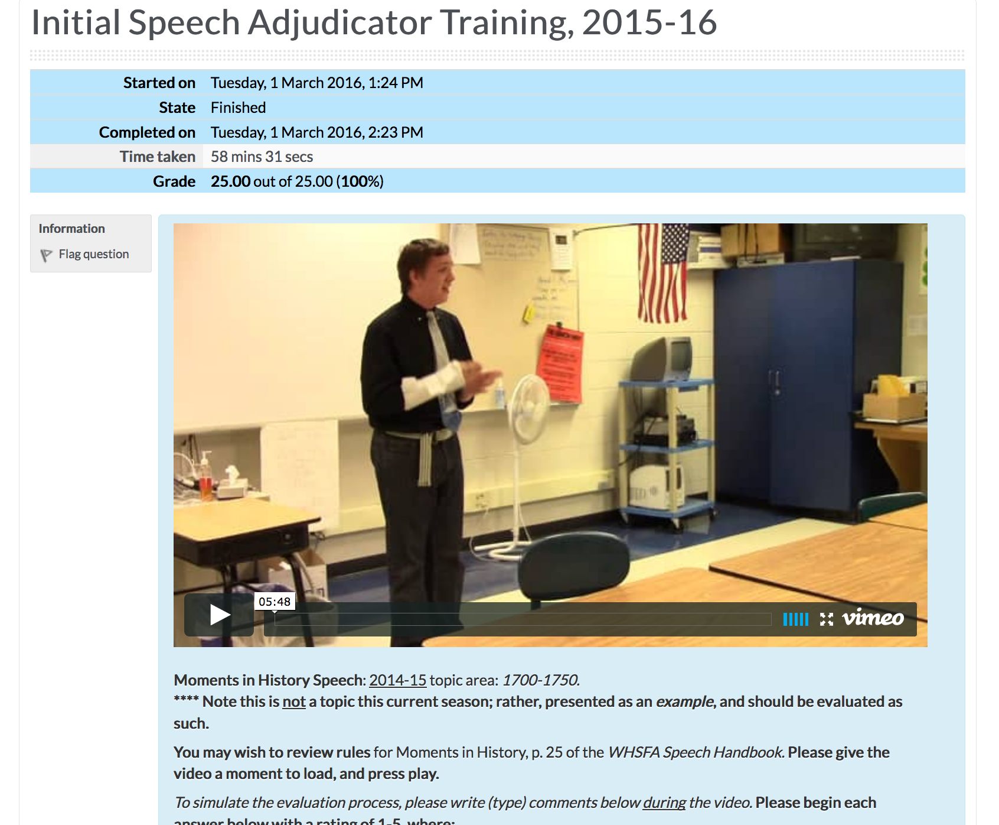 Initial Speech Adjudicator Training, 2015-16
Started on Tuesday, 1 March 2016, 1:24 PM
State Finished
Completed on Tuesday, 1 March 2016, 2:23 PM
Time taken 58 mins 31 secs
Grade 25.00 out of 25.00 (100%)
Information
Flag question
05:48
vimeo
Moments in History Speech: 2014-15 topic area: 1700-1750.
**** Note this is not a topic this current season; rather, presented as an example, and should be evaluated as
such.
You may wish to review rules for Moments in History, p. 25 of the WHSFA Speech Handbook. Please give the
video a moment to load, and press play.
To simulate the evaluation process, please write (type) comments below during the video. Please begin each
answer below with a rating of 1-5, where: